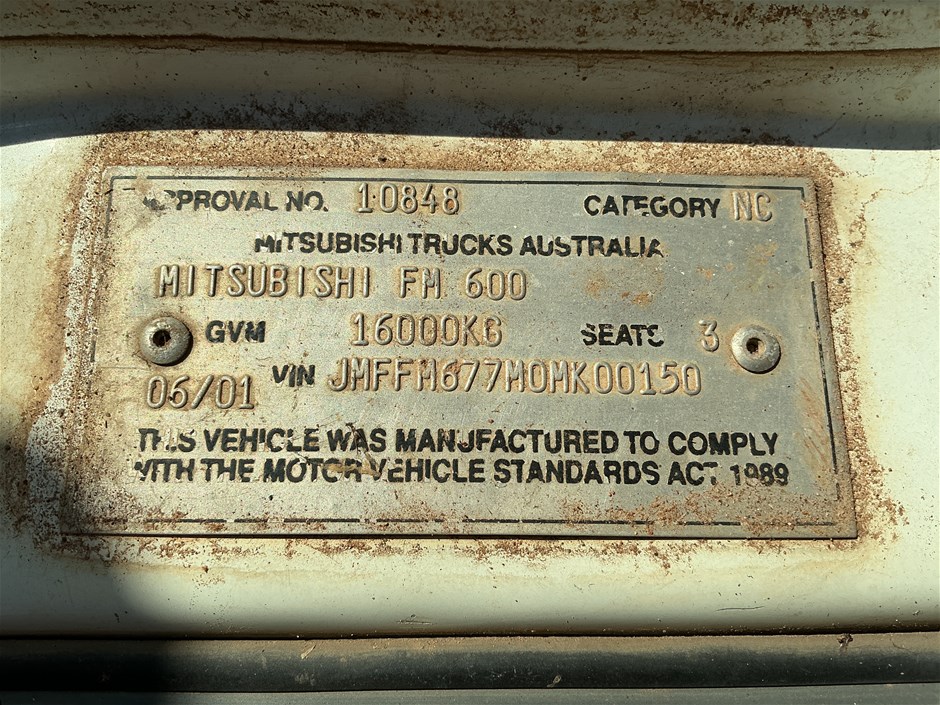 APPROVAL NO. 10848 CATEGORY NC
MITSUBISHI TRUCKS AUSTRALIA
MITSUBISHI FM 600
GVM 16000KG SEATS 3
06/01 VIN JMFFM677M0MK00150
THIS VEHICLE WAS MANUFACTURED TO COMPLY
WITH THE MOTOR VEHICLE STANDARDS ACT 1989